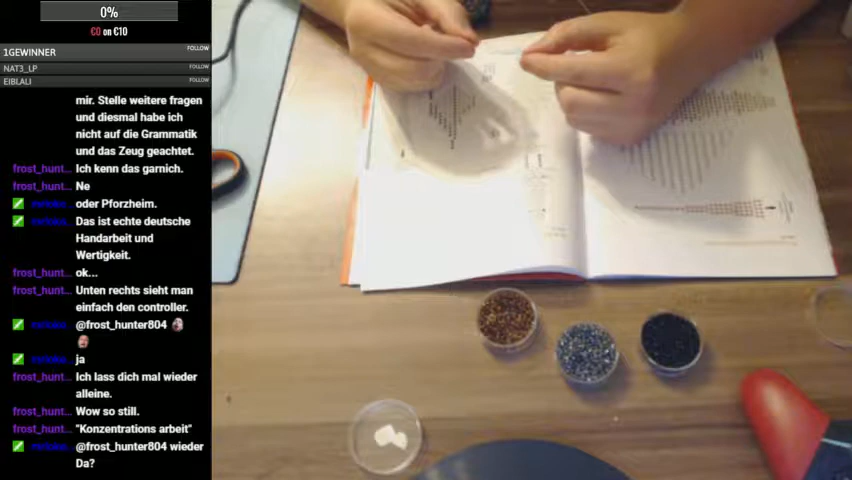 0%
€0 on €10
1GEWINNER FOLLOW
NAT3_LP FOLLOW
EIBLALI FOLLOW
mir. Stelle weitere fragen
und diesmal habe ich
nicht auf die Grammatik
und das Zeug geachtet.
frost_hunt... Ich kenn das garnich.
frost_hunt... Ne
oder Pforzheim.
Das ist echte deutsche
Handarbeit und
Wertigkeit.
frost_hunt... ok...
frost_hunt... Unten rechts sieht man
einfach den controller.
@frost_hunter804
ja
frost_hunt... Ich lass dich mal wieder
alleine.
frost_hunt... Wow so still.
frost_hunt... "Konzentrations arbeit"
@frost_hunter804 wieder
Da?